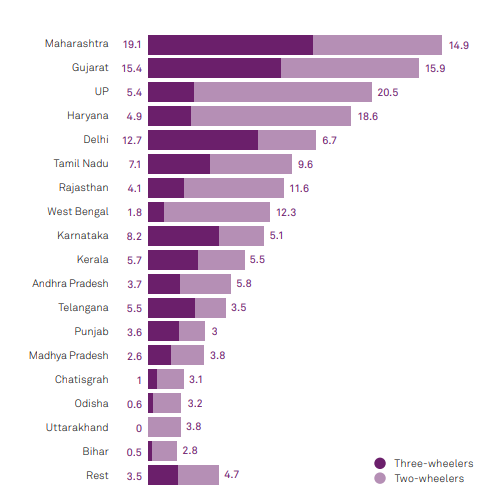 Maharashtra 19.1 14.9
Gujarat 15.4 15.9
UP 5.4 20.5
Haryana 4.9 18.6
Delhi 12.7 6.7
Tamil Nadu 7.1 9.6
Rajasthan 4.1 11.6
West Bengal 1.8 12.3
Karnataka 8.2 5.1
Kerala 5.7 5.5
Andhra Pradesh 3.7 5.8
Telangana 5.5 3.5
Punjab 3.6 3
Madhya Pradesh 2.6 3.8
Chatisgrah 1 3.1
Odisha 0.6 3.2
Uttarakhand 0 3.8
Bihar 0.5 2.8
Rest 3.5 4.7
Three-wheelers
Two-wheelers